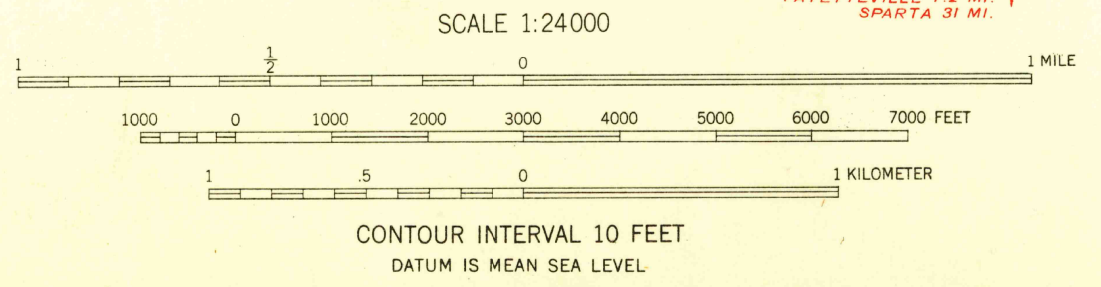 SPARTA 31 MI.
SCALE 1:24000
1 1/2 0 1 MILE
1000 0 1000 2000 3000 4000 5000 6000 7000 FEET
1 .5 0 1 KILOMETER
CONTOUR INTERVAL 10 FEET
DATUM IS MEAN SEA LEVEL